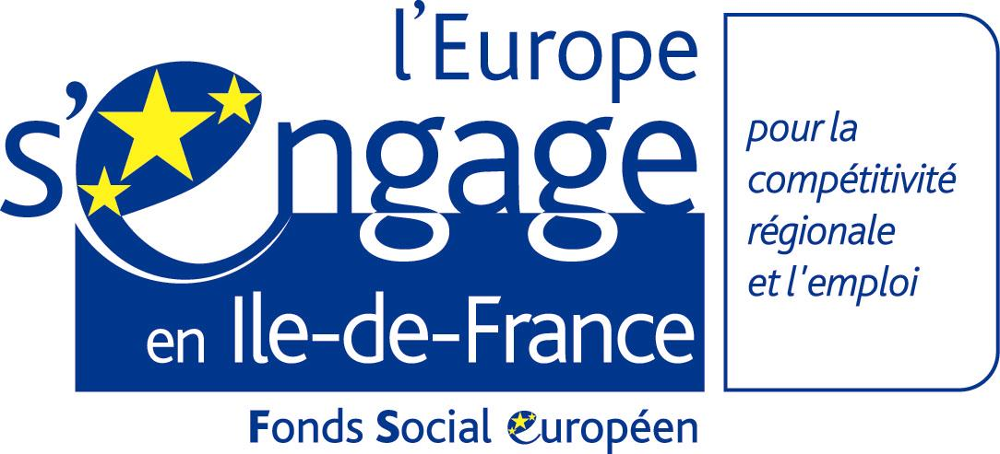 l'Europe
s'engage
en Ile-de-France
Fonds Social européen
pour la
compétitivité
régionale
et l'emploi